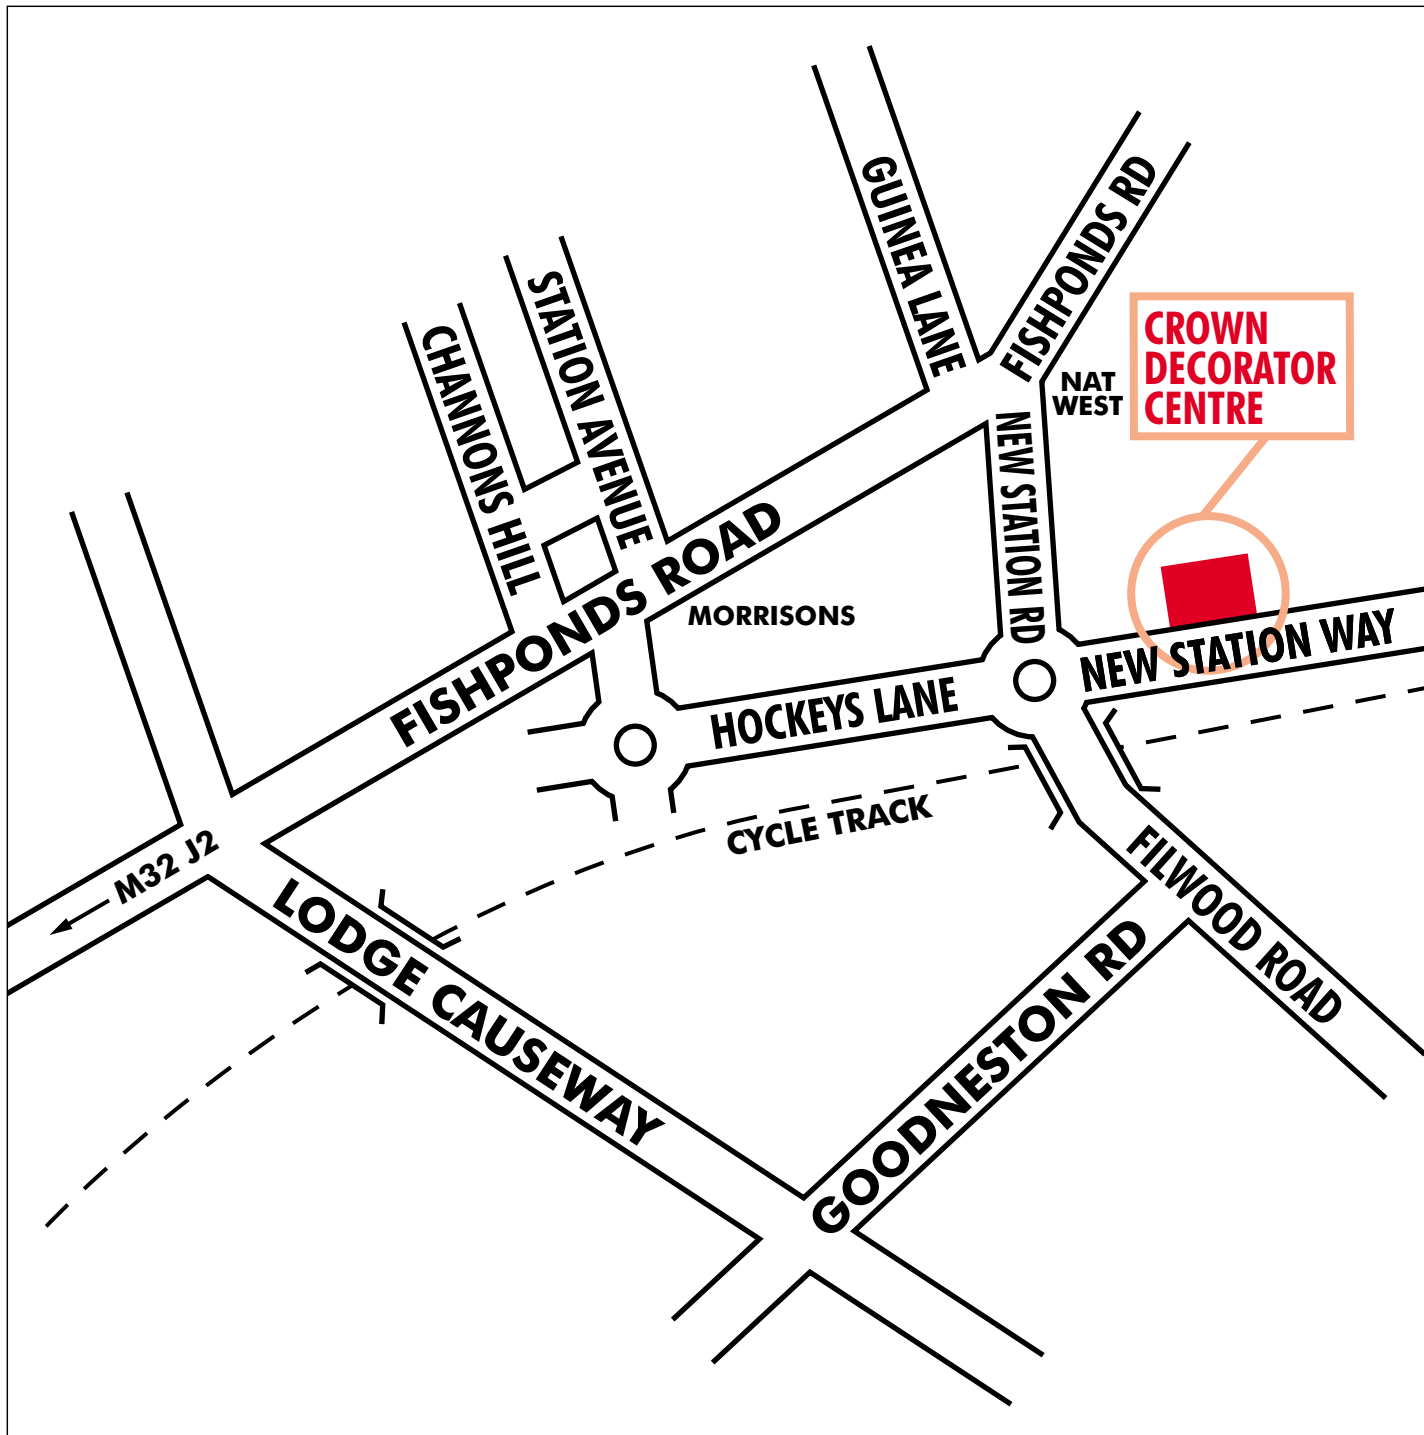 GUINEA LANE
FISHPONDS RD
STATION AVENUE
CHANNONS HILL
CROWN
DECORATOR
CENTRE
NAT
WEST
NEW STATION RD
FISHPONDS ROAD
MORRISONS
NEW STATION WAY
HOCKEYS LANE
CYCLE TRACK
M32 J2
FILWOOD ROAD
LODGE CAUSEWAY
GOODNESTON RD